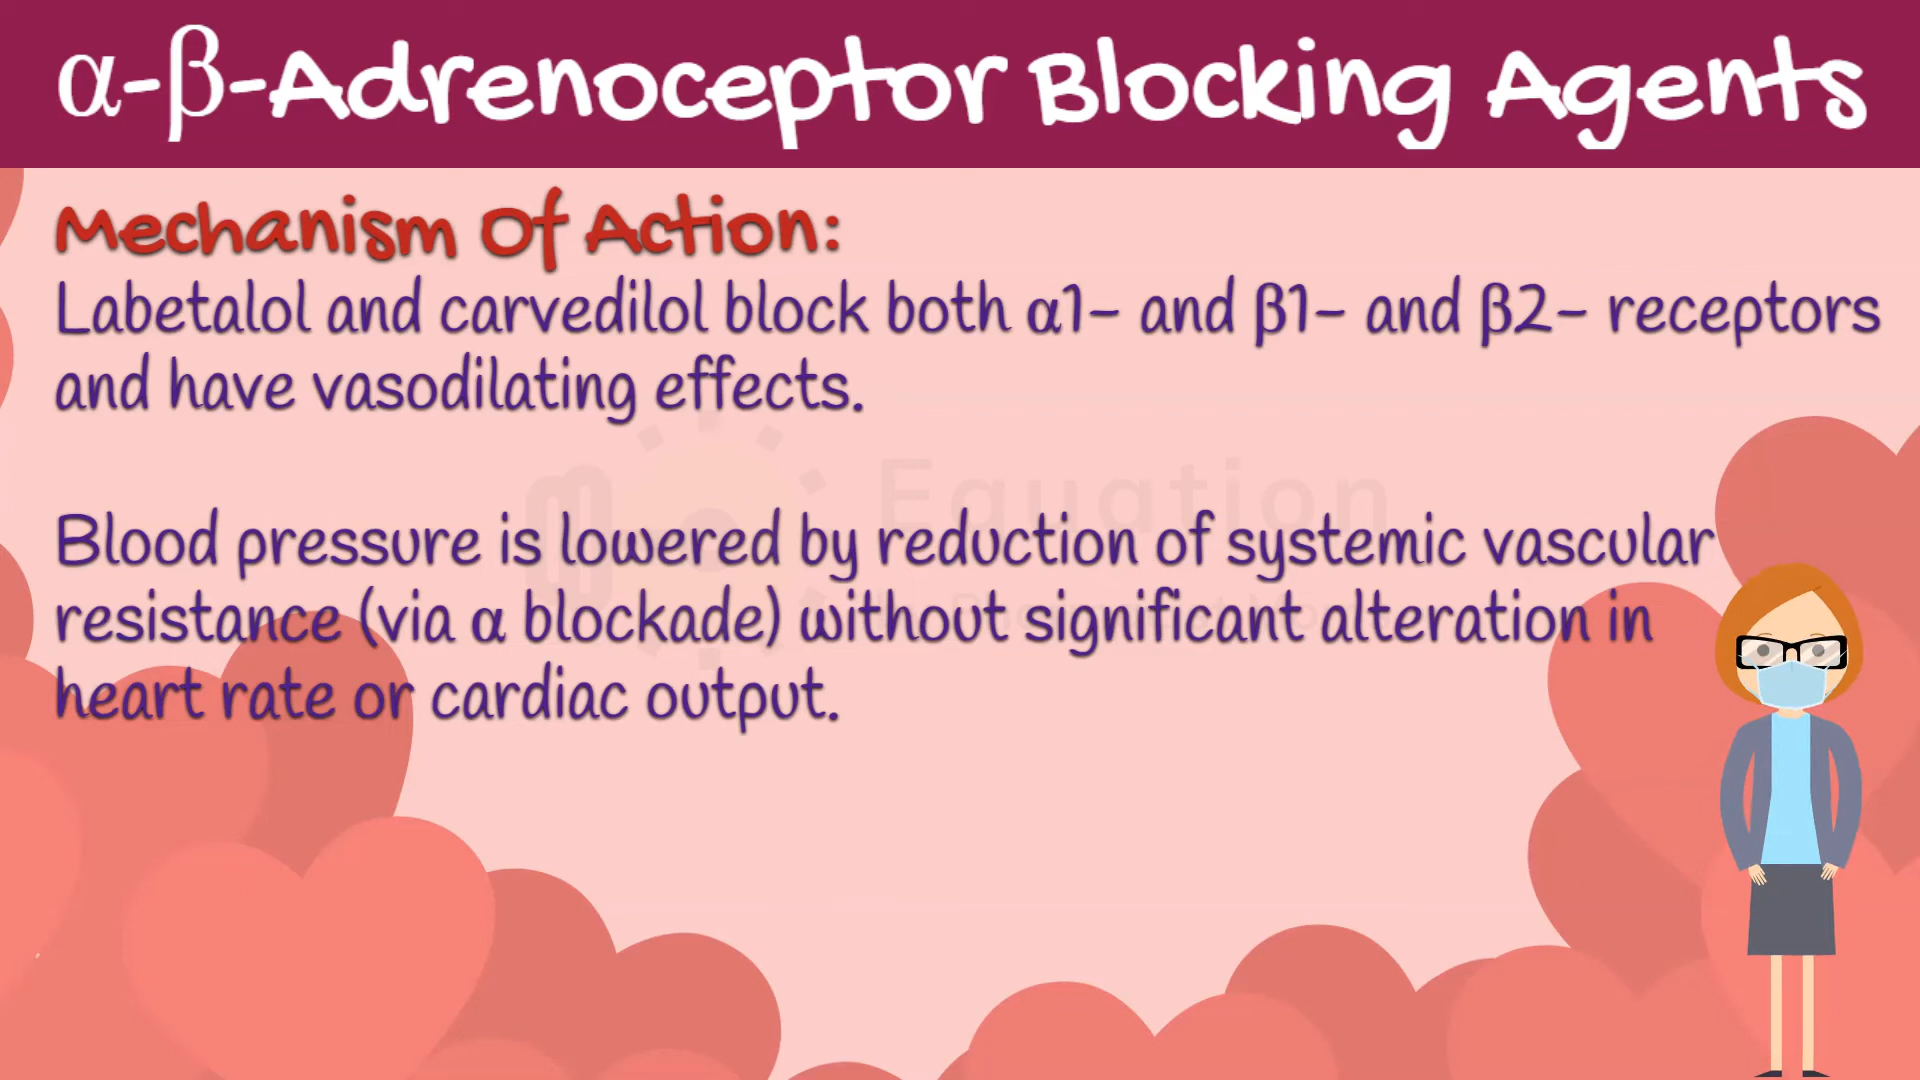 α-β-Adrenoceptor Blocking Agents
Mechanism Of Action:
Labetalol and carvedilol block both α1- and β1- and β2- receptors
and have vasodilating effects.
Equation
Blood pressure is lowered by reduction of systemic vascular
resistance (via α blockade) without significant alteration in
heart rate or cardiac output.